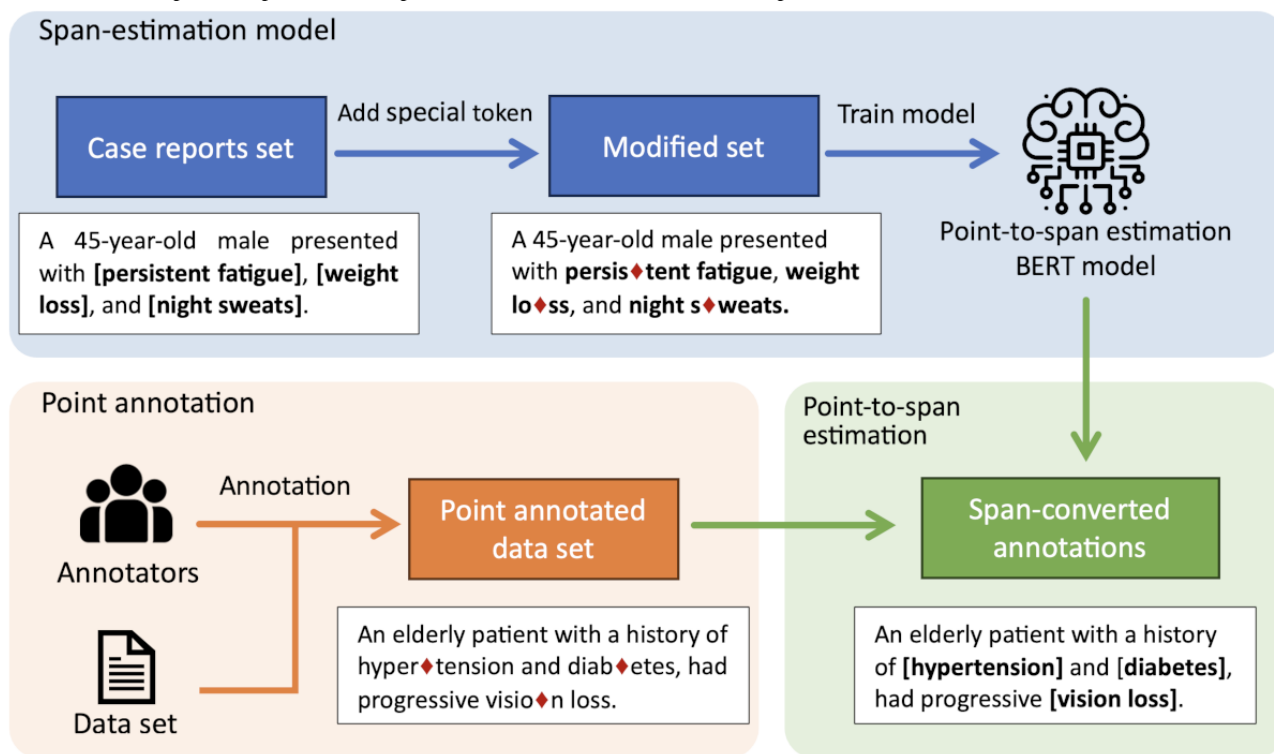 Span-estimation model
Case reports set
Add special token
Modified set
Train model
A 45-year-old male presented
with [persistent fatigue], [weight
loss], and [night sweats].
A 45-year-old male presented
with persis♦tent fatigue, weight
lo♦ss, and night s♦weats.
Point-to-span estimation
BERT model
Point annotation
Annotators
Annotation
Data set
Point annotated
data set
An elderly patient with a history of
hyper♦tension and diab♦etes, had
progressive visio♦n loss.
Point-to-span
estimation
Span-converted
annotations
An elderly patient with a history
of [hypertension] and [diabetes],
had progressive [vision loss].